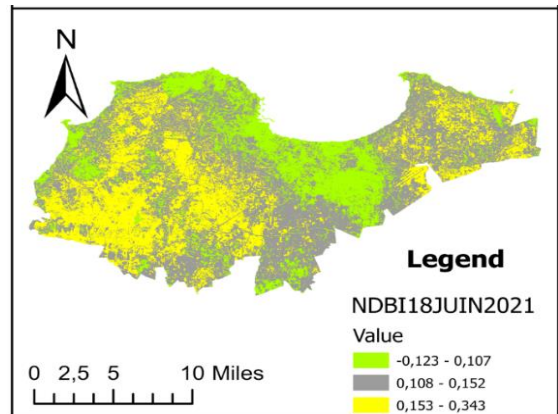 N
Legend
NDBI18JUIN2021
Value
-0,123 - 0,107
0,108 - 0,152
0,153 - 0,343
0 2,5 5 10 Miles